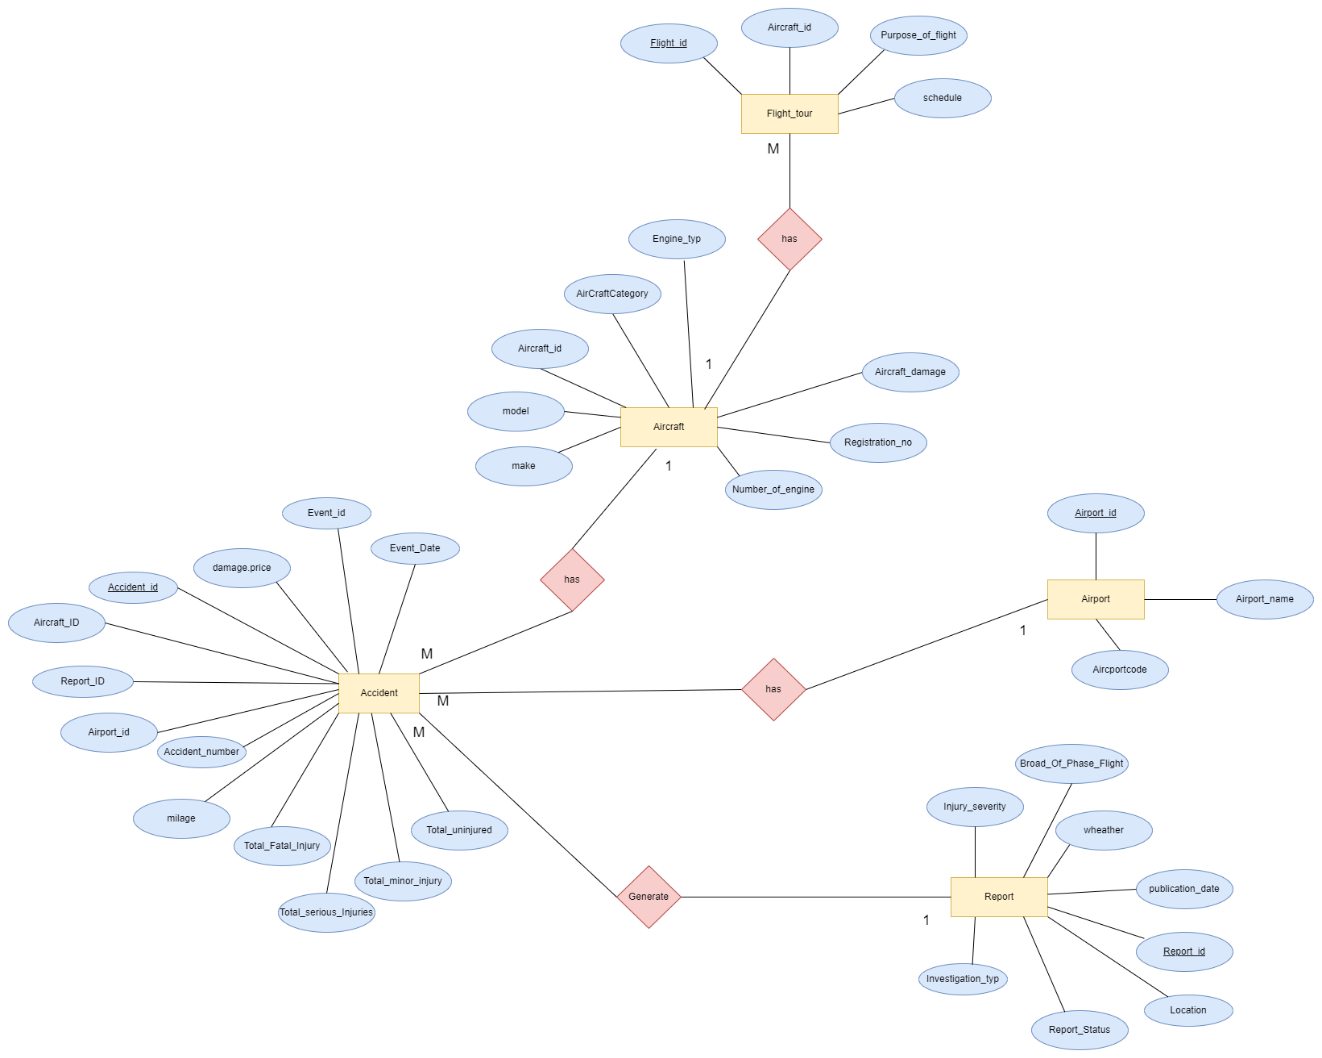 Aircraft_id
Flight_id
Purpose_of_flight
schedule
Flight_tour
M
has
Engine_typ
AirCraftCategory
Aircraft_id
1
Aircraft_damage
model
Aircraft
Registration_no
make
1
Number_of_engine
Event_id
Airport_id
Event_Date
damage.price
has
Accident_id
Airport
Airport_name
Aircraft_ID
1
M
Aircportcode
Report_ID
has
Accident
M
Airport_id
M
Accident_number
Broad_Of_Phase_Flight
Injury_severity
milage
Total_uninjured
wheather
Total_Fatal_Injury
Total_minor_injury
publication_date
Generate
Report
Total_serious_Injuries
1
Report_id
Investigation_typ
Location
Report_Status